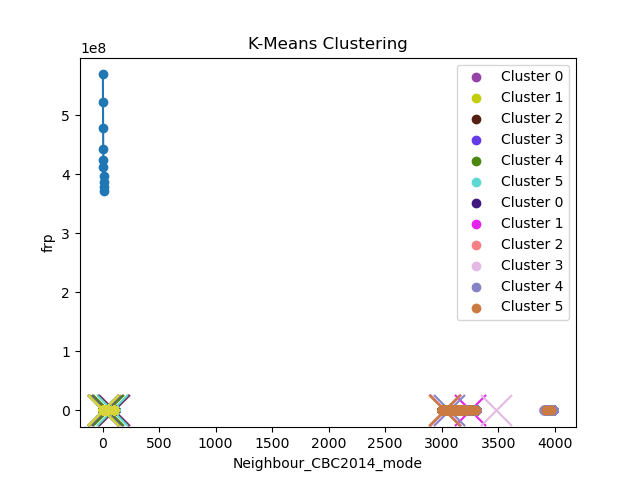 K-Means Clustering
1e8
5
4
3
2
1
0
frp
0
500
1000
1500
2000
2500
3000
3500
4000
Neighbour_CBC2014_mode
Cluster 0
Cluster 1
Cluster 2
Cluster 3
Cluster 4
Cluster 5
Cluster 0
Cluster 1
Cluster 2
Cluster 3
Cluster 4
Cluster 5